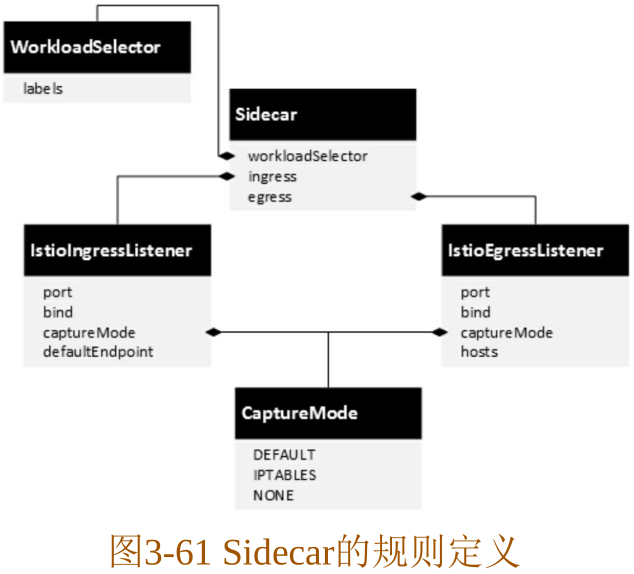 WorkloadSelector
labels
Sidecar
workloadSelector
ingress
egress
IstioIngressListener
port
bind
captureMode
defaultEndpoint
IstioEgressListener
port
bind
captureMode
hosts
CaptureMode
DEFAULT
IPTABLES
NONE
图3-61 Sidecar的规则定义